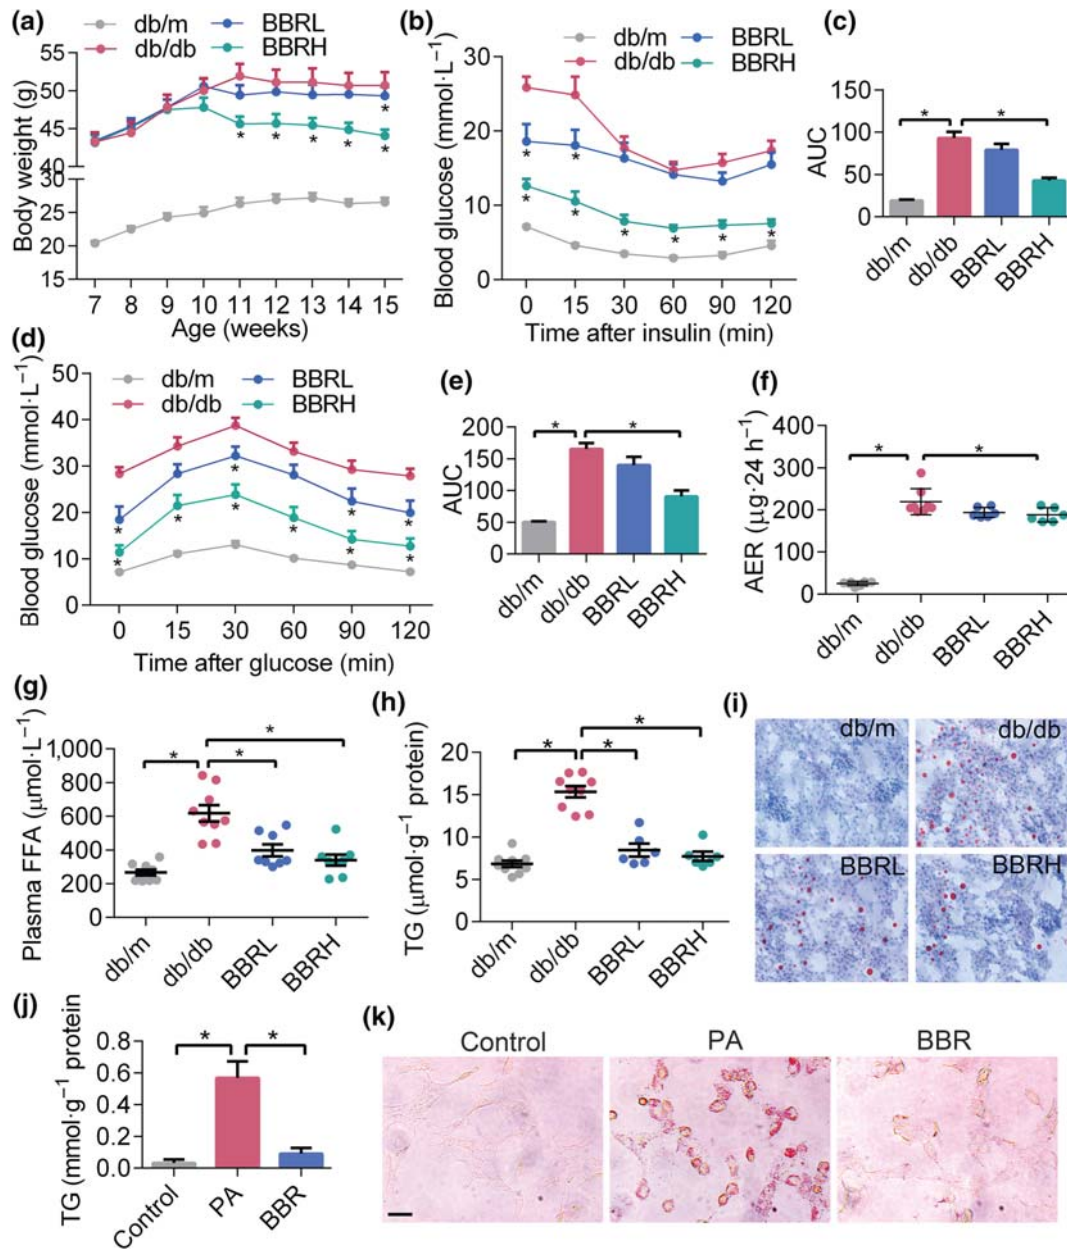 (a)
db/m
BBRL
db/db
BBRH
Body weight (g)
55
50
45
40
30
25
20
*
* * * * *
7 8 9 10 11 12 13 14 15
Age (weeks)
(b)
db/m
BBRL
db/db
BBRH
Blood glucose (mmol·L⁻¹)
30
20
10
0
* *
* * * * * *
0 15 30 60 90 120
Time after insulin (min)
(c)
AUC
150
100
50
0
* *
db/m db/db BBRL BBRH
(d)
db/m
BBRL
db/db
BBRH
Blood glucose (mmol·L⁻¹)
50
40
30
20
10
0
* * * *
* * * * * *
0 15 30 60 90 120
Time after glucose (min)
(e)
AUC
200
150
100
50
0
* *
db/m db/db BBRL BBRH
(f)
AER (μg·24 h⁻¹)
400
300
200
100
0
* *
db/m db/db BBRL BBRH
(g)
Plasma FFA (μmol·L⁻¹)
1,000
800
600
400
200
0
*
* *
db/m db/db BBRL BBRH
(h)
TG (μmol·g⁻¹ protein)
20
15
10
5
0
*
* *
db/m db/db BBRL BBRH
(i)
db/m db/db
BBRL BBRH
(j)
TG (mmol·g⁻¹ protein
0.8
0.6
0.4
0.2
0.0
* *
Control PA BBR
(k)
Control PA BBR